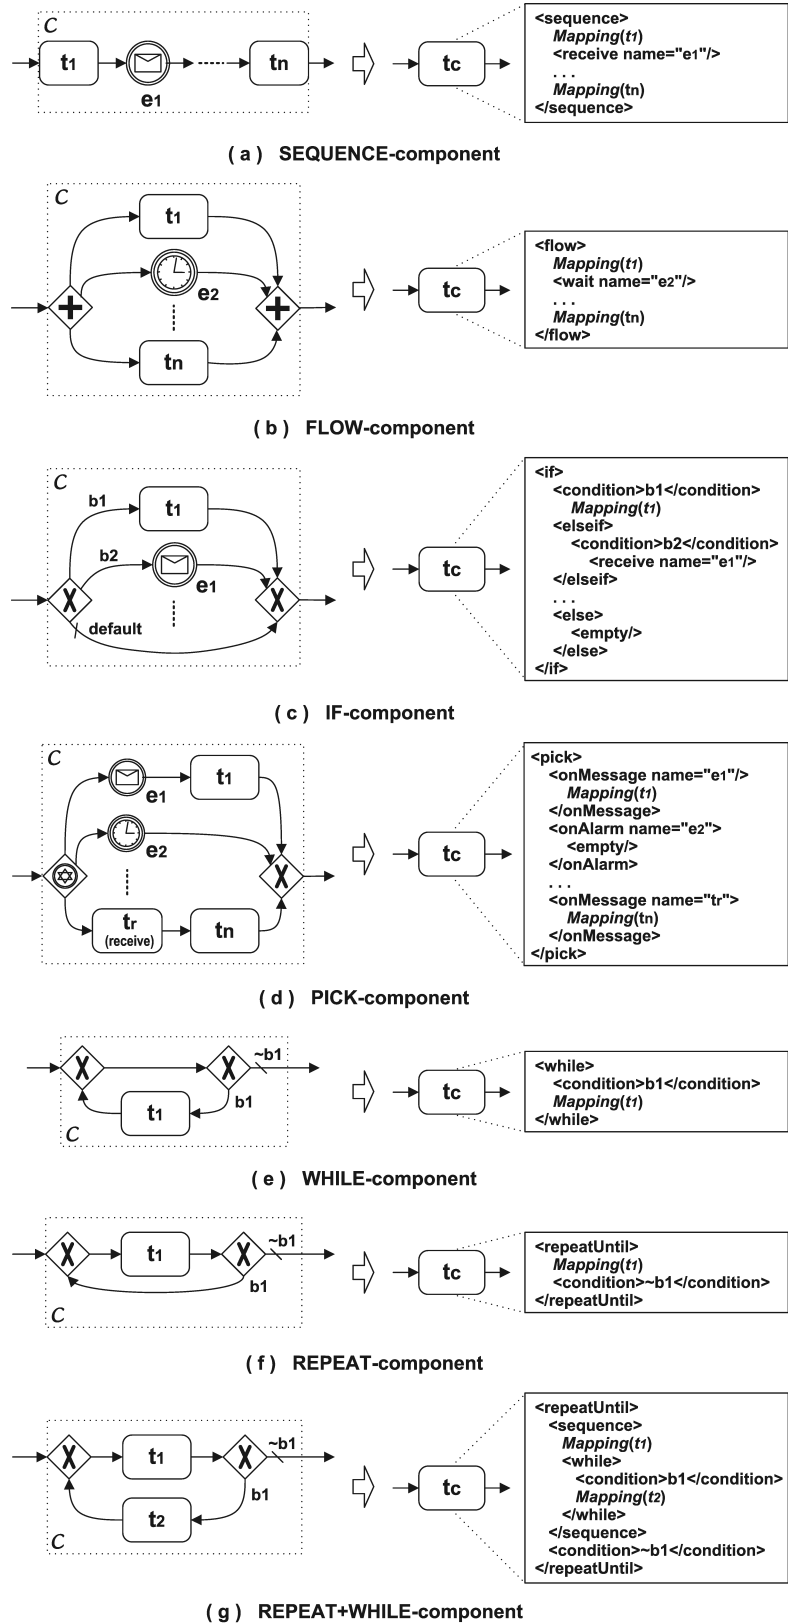 C
t1
tn
e1
tc
<sequence>
Mapping(t1)
<receive name="e1"/>
. . .
Mapping(tn)
</sequence>
( a ) SEQUENCE-component
C
t1
e2
tn
tc
<flow>
Mapping(t1)
<wait name="e2"/>
. . .
Mapping(tn)
</flow>
( b ) FLOW-component
C
b1
t1
b2
e1
default
tc
<if>
<condition>b1</condition>
Mapping(t1)
<elseif>
<condition>b2</condition>
<receive name="e1"/>
</elseif>
. . .
<else>
<empty/>
</else>
</if>
( c ) IF-component
C
e1
t1
e2
tr
(receive)
tn
tc
<pick>
<onMessage name="e1"/>
Mapping(t1)
</onMessage>
<onAlarm name="e2">
<empty/>
</onAlarm>
. . .
<onMessage name="tr">
Mapping(tn)
</onMessage>
</pick>
( d ) PICK-component
~b1
b1
t1
C
tc
<while>
<condition>b1</condition>
Mapping(t1)
</while>
( e ) WHILE-component
t1
~b1
b1
C
tc
<repeatUntil>
Mapping(t1)
<condition>~b1</condition>
</repeatUntil>
( f ) REPEAT-component
t1
~b1
b1
t2
C
tc
<repeatUntil>
<sequence>
Mapping(t1)
<while>
<condition>b1</condition>
Mapping(t2)
</while>
</sequence>
<condition>~b1</condition>
</repeatUntil>
( g ) REPEAT+WHILE-component